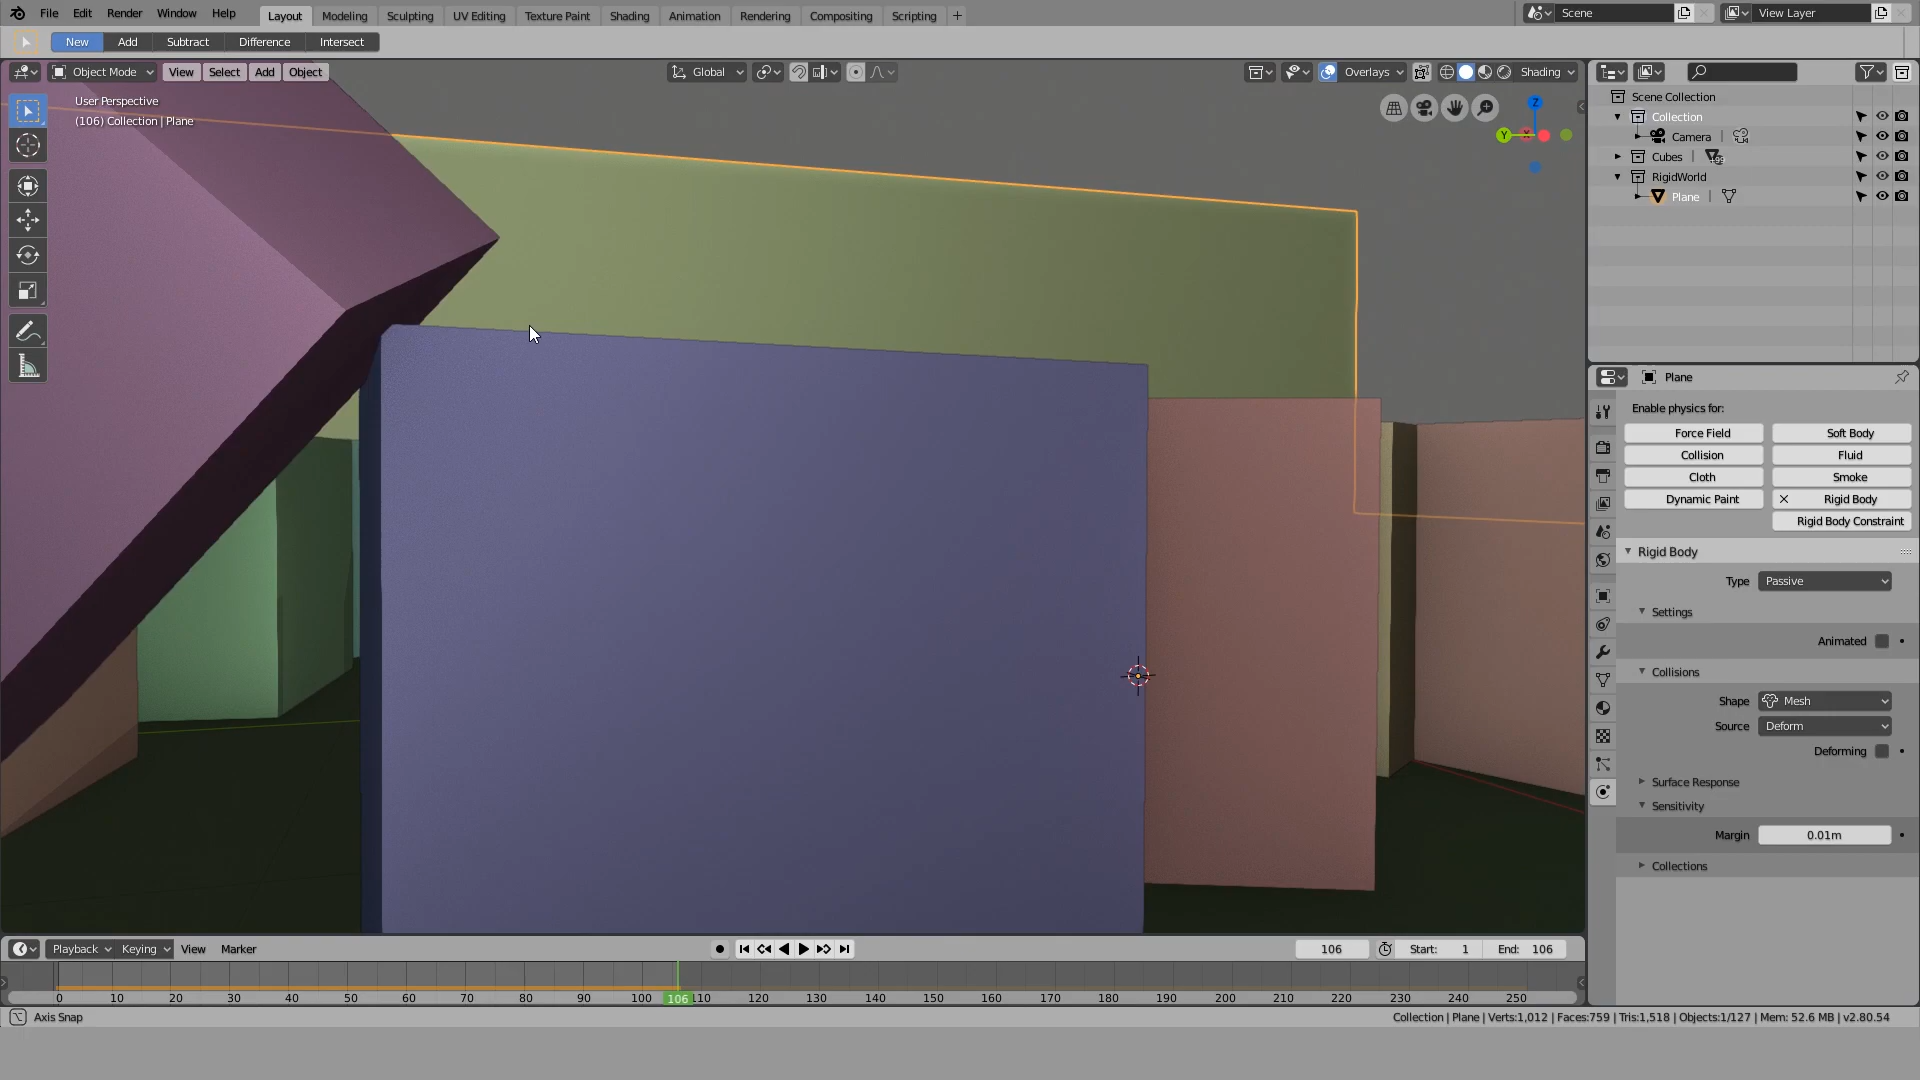 File Edit Render Window Help Layout Modeling Sculpting UV Editing Texture Paint Shading Animation Rendering Compositing Scripting + Scene View Layer
New Add Subtract Difference Intersect
Object Mode View Select Add Object Global Overlays Shading
User Perspective
(106) Collection | Plane
Z
Y
X
Scene Collection
Collection
Camera
Cubes
+99
RigidWorld
Plane
Plane
Enable physics for:
Force Field Soft Body
Collision Fluid
Cloth Smoke
Dynamic Paint Rigid Body
Rigid Body Constraint
Rigid Body
Type Passive
Settings
Animated
Collisions
Shape Mesh
Source Deform
Deforming
Surface Response
Sensitivity
Margin 0.01m
Collections
Playback Keying View Marker 106 Start: 1 End: 106
0 10 20 30 40 50 60 70 80 90 100 106 110 120 130 140 150 160 170 180 190 200 210 220 230 240 250
Axis Snap Collection | Plane | Verts:1,012 | Faces:759 | Tris:1,518 | Objects:1/127 | Mem: 52.6 MB | v2.80.54